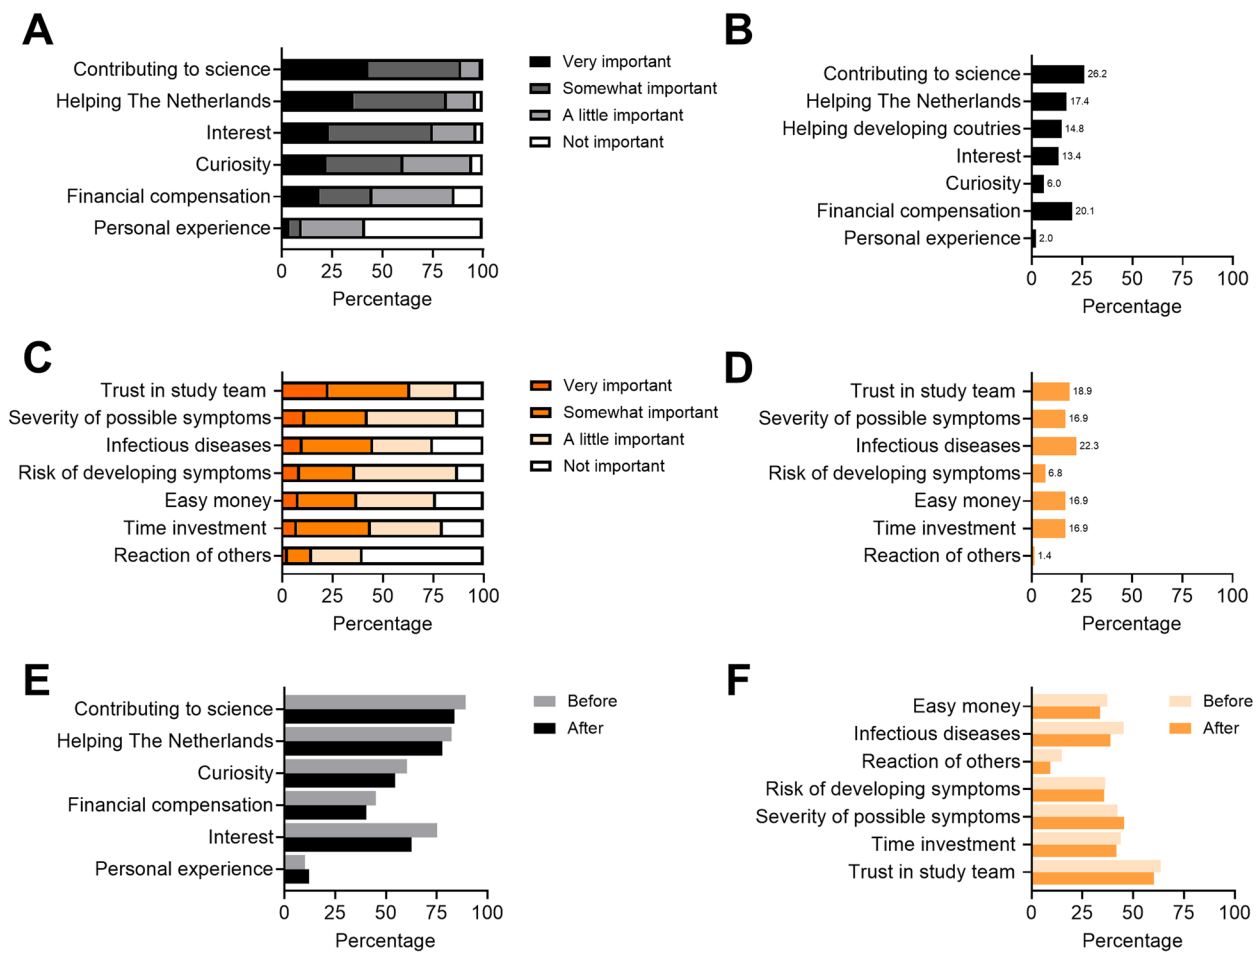 A
Contributing to science
Helping The Netherlands
Interest
Curiosity
Financial compensation
Personal experience
0 25 50 75 100
Percentage
Very important
Somewhat important
A little important
Not important
B
Contributing to science 26.2
Helping The Netherlands 17.4
Helping developing coutries 14.8
Interest 13.4
Curiosity 6.0
Financial compensation 20.1
Personal experience 2.0
0 25 50 75 100
Percentage
C
Trust in study team
Severity of possible symptoms
Infectious diseases
Risk of developing symptoms
Easy money
Time investment
Reaction of others
0 25 50 75 100
Percentage
Very important
Somewhat important
A little important
Not important
D
Trust in study team 18.9
Severity of possible symptoms 16.9
Infectious diseases 22.3
Risk of developing symptoms 6.8
Easy money 16.9
Time investment 16.9
Reaction of others 1.4
0 25 50 75 100
Percentage
E
Contributing to science
Helping The Netherlands
Curiosity
Financial compensation
Interest
Personal experience
0 25 50 75 100
Percentage
Before
After
F
Easy money
Infectious diseases
Reaction of others
Risk of developing symptoms
Severity of possible symptoms
Time investment
Trust in study team
0 25 50 75 100
Percentage
Before
After